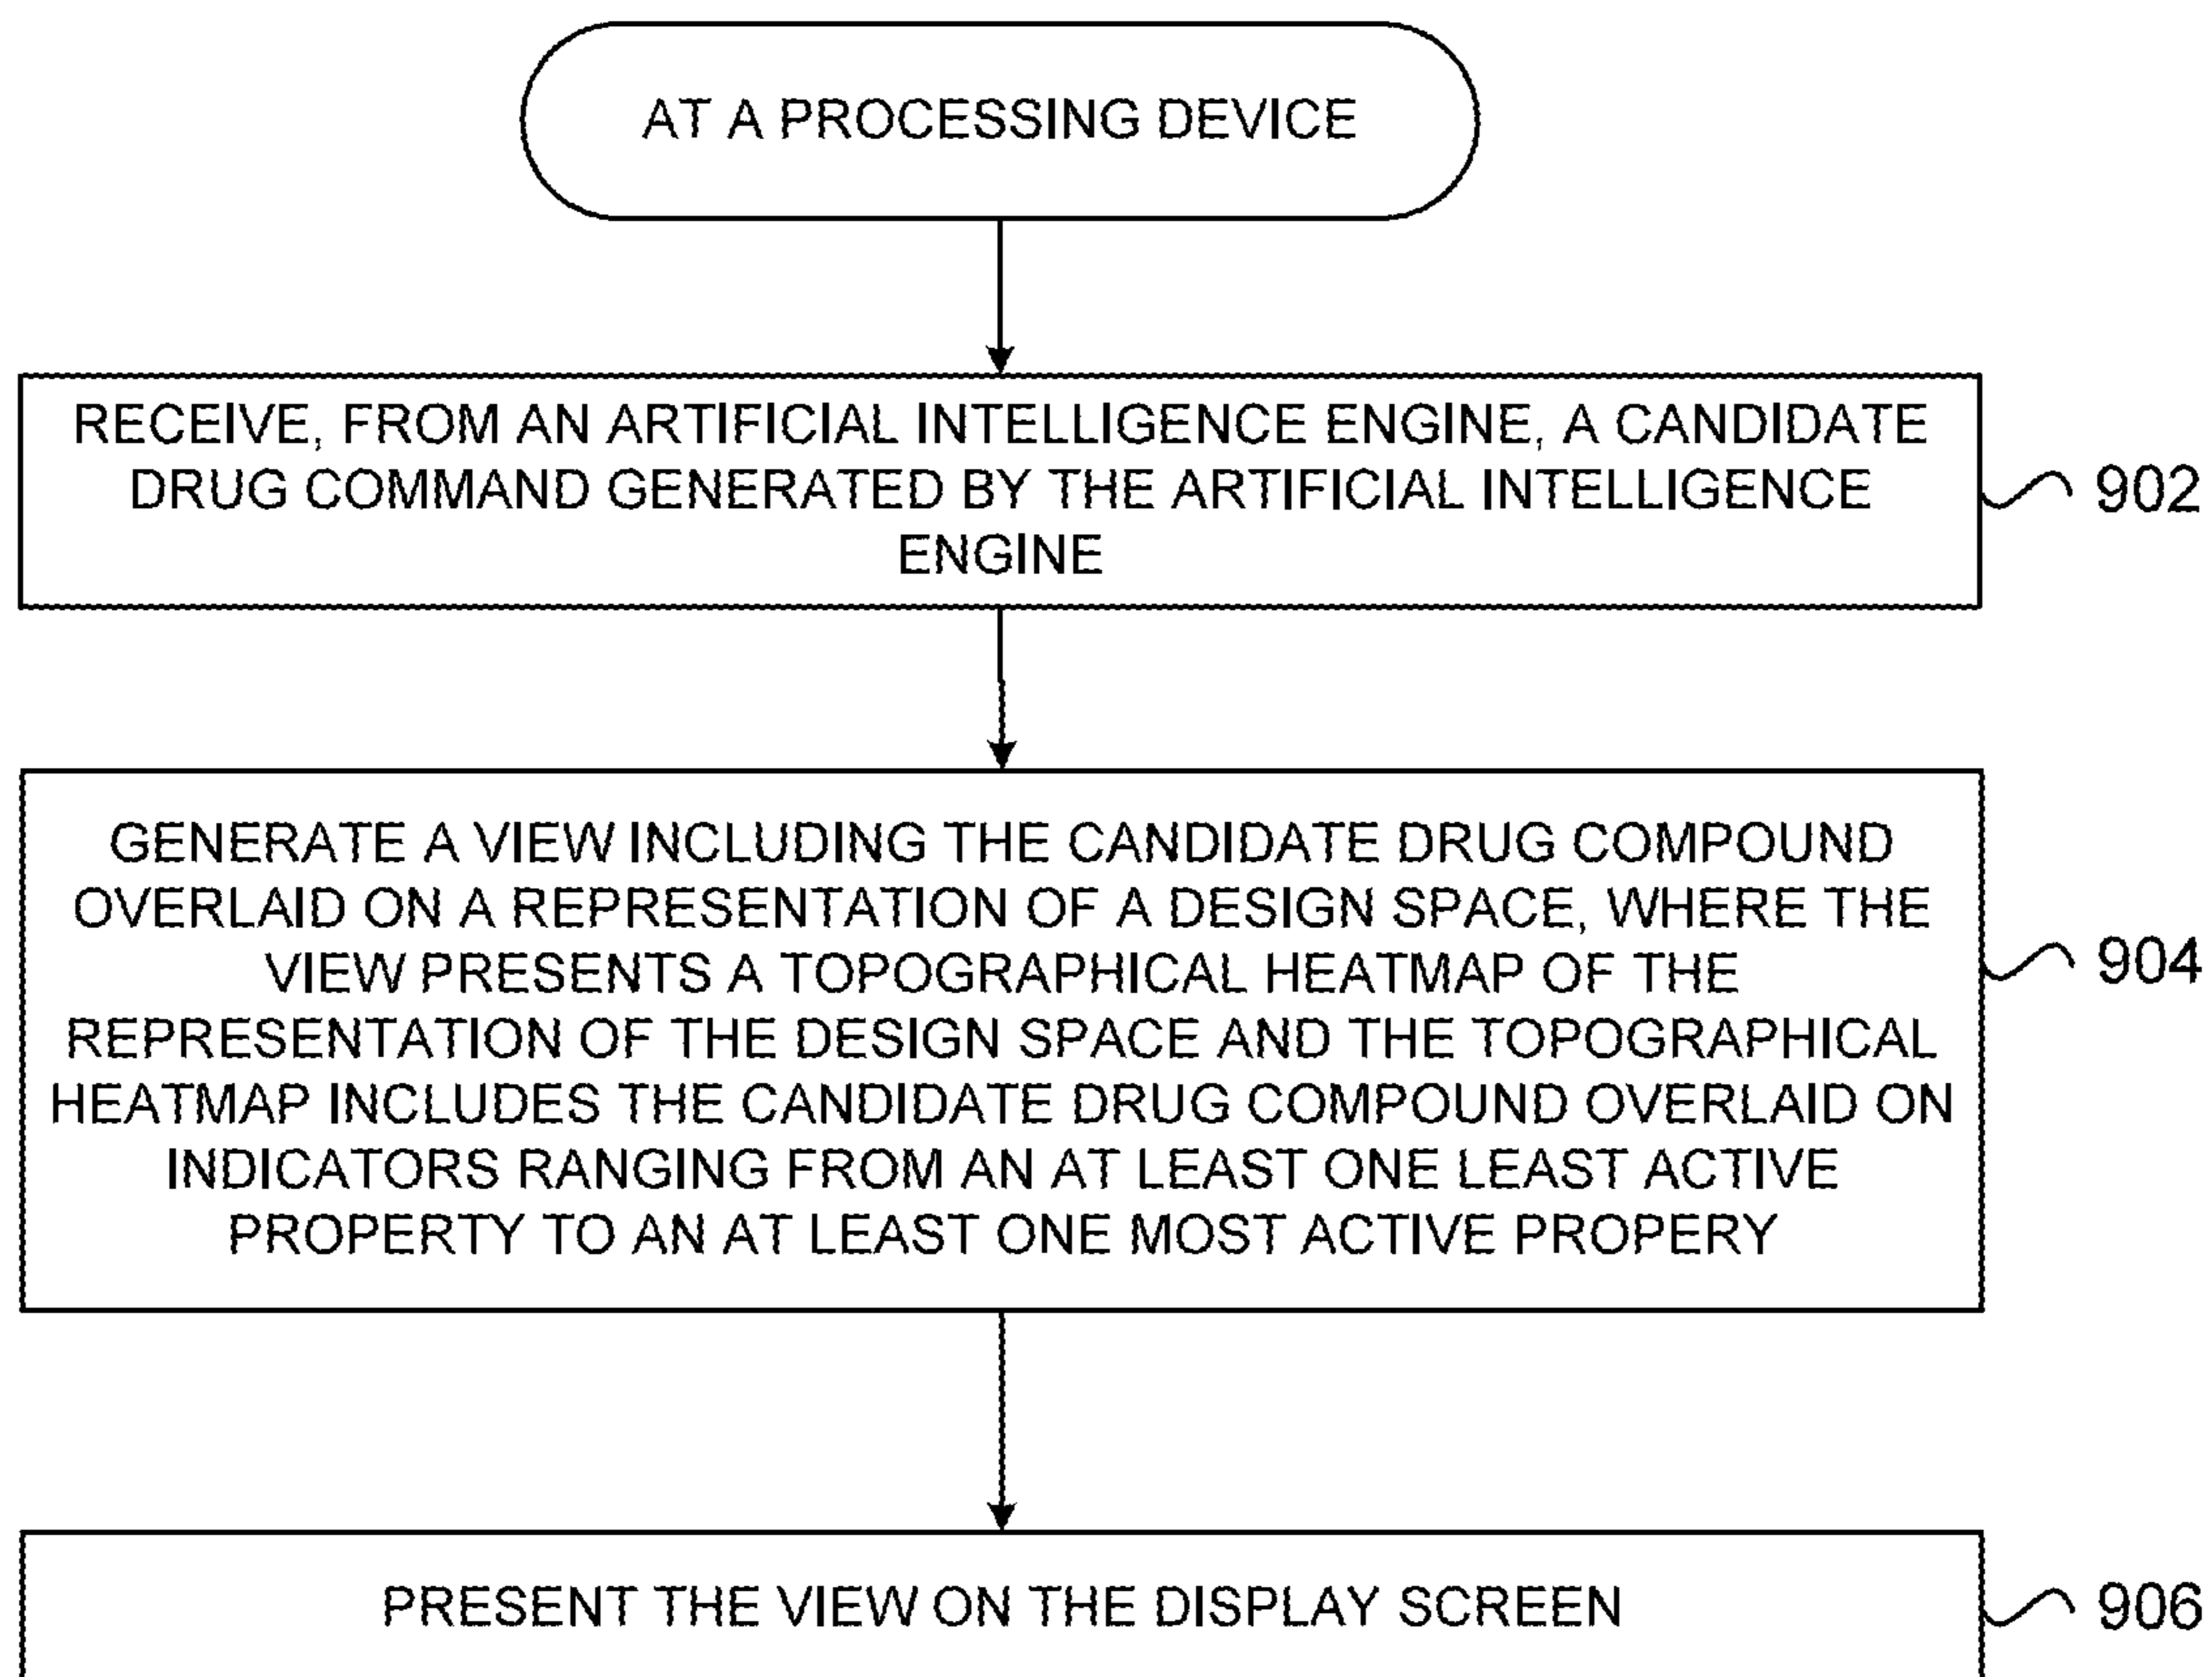 AT A PROCESSING DEVICE
RECEIVE, FROM AN ARTIFICIAL INTELLIGENCE ENGINE, A CANDIDATE
DRUG COMMAND GENERATED BY THE ARTIFICIAL INTELLIGENCE
ENGINE
902
GENERATE A VIEW INCLUDING THE CANDIDATE DRUG COMPOUND
OVERLAID ON A REPRESENTATION OF A DESIGN SPACE, WHERE THE
VIEW PRESENTS A TOPOGRAPHICAL HEATMAP OF THE
REPRESENTATION OF THE DESIGN SPACE AND THE TOPOGRAPHICAL
HEATMAP INCLUDES THE CANDIDATE DRUG COMPOUND OVERLAID ON
INDICATORS RANGING FROM AN AT LEAST ONE LEAST ACTIVE
PROPERTY TO AN AT LEAST ONE MOST ACTIVE PROPERY
904
PRESENT THE VIEW ON THE DISPLAY SCREEN
906